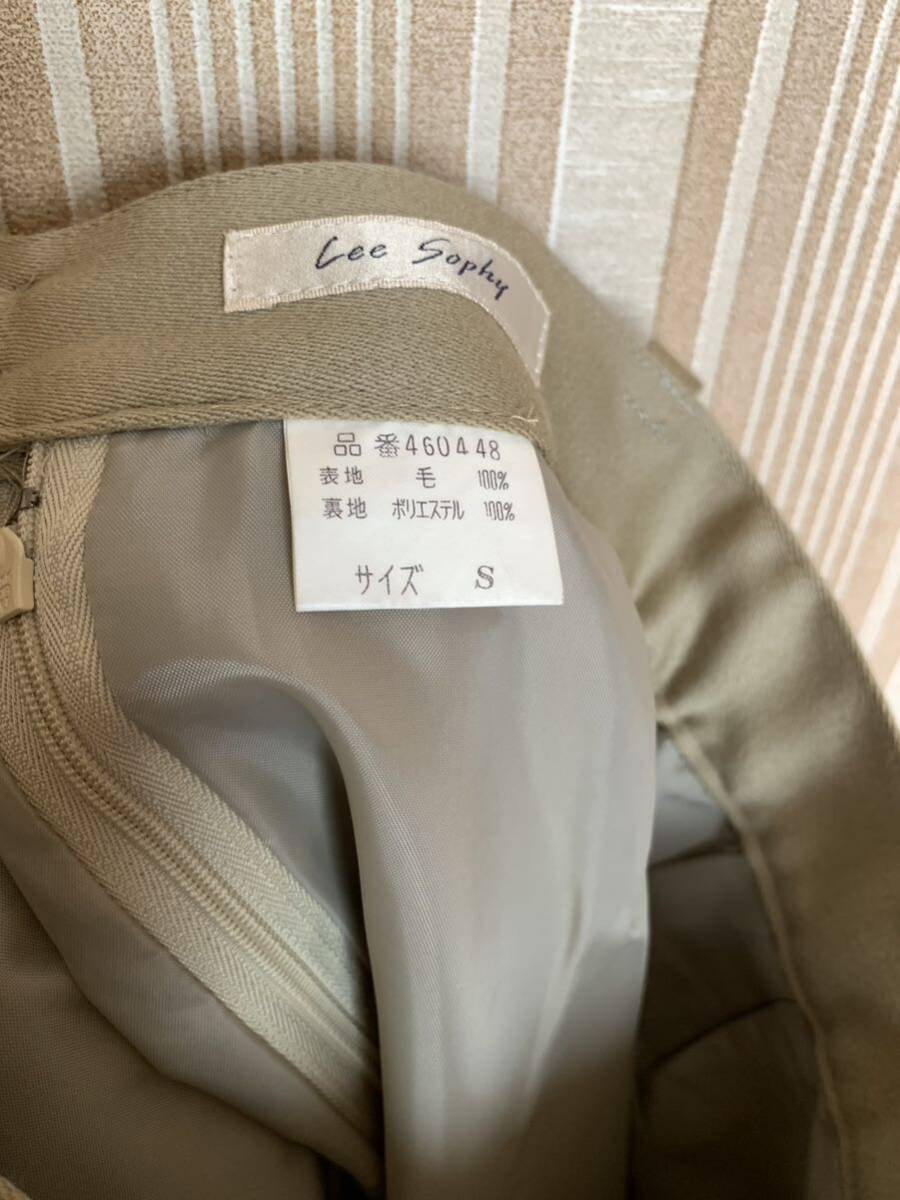 Lee Sophy
品番460448
表地 毛 100%
裏地 ポリエステル 100%
サイズ S